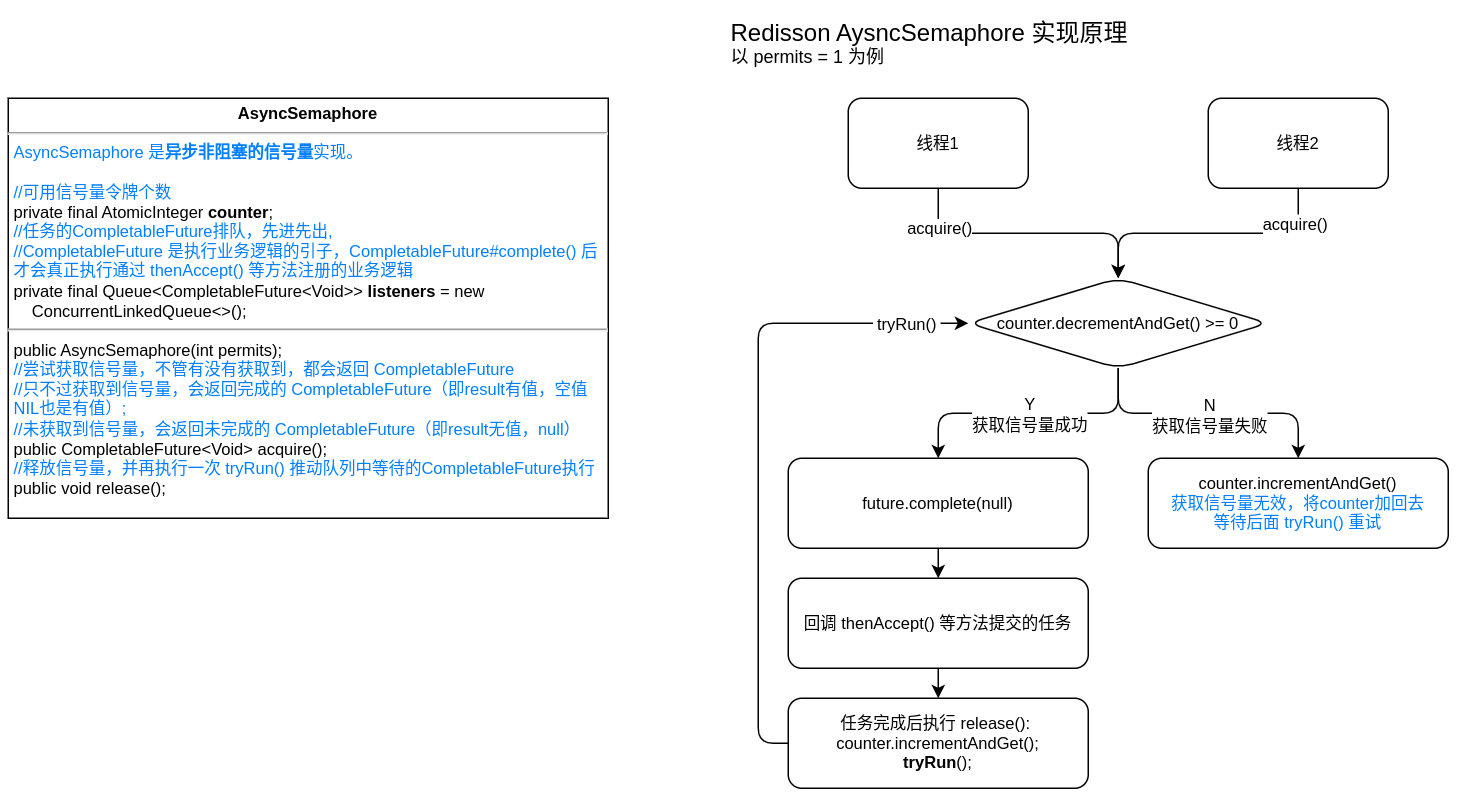 Redisson AysncSemaphore 实现原理
以 permits = 1 为例
AsyncSemaphore
AsyncSemaphore 是异步非阻塞的信号量实现。
//可用信号量令牌个数
private final AtomicInteger counter;
//任务的CompletableFuture排队，先进先出,
//CompletableFuture 是执行业务逻辑的引子，CompletableFuture#complete() 后
才会真正执行通过 thenAccept() 等方法注册的业务逻辑
private final Queue<CompletableFuture<Void>> listeners = new
ConcurrentLinkedQueue<>();
public AsyncSemaphore(int permits);
//尝试获取信号量，不管有没有获取到，都会返回 CompletableFuture
//只不过获取到信号量，会返回完成的 CompletableFuture（即result有值，空值
NIL也是有值）;
//未获取到信号量，会返回未完成的 CompletableFuture（即result无值，null）
public CompletableFuture<Void> acquire();
//释放信号量，并再执行一次 tryRun() 推动队列中等待的CompletableFuture执行
public void release();
线程1
线程2
acquire()
acquire()
tryRun()
counter.decrementAndGet() >= 0
Y
获取信号量成功
N
获取信号量失败
future.complete(null)
counter.incrementAndGet()
获取信号量无效，将counter加回去
等待后面 tryRun() 重试
回调 thenAccept() 等方法提交的任务
任务完成后执行 release():
counter.incrementAndGet();
tryRun();